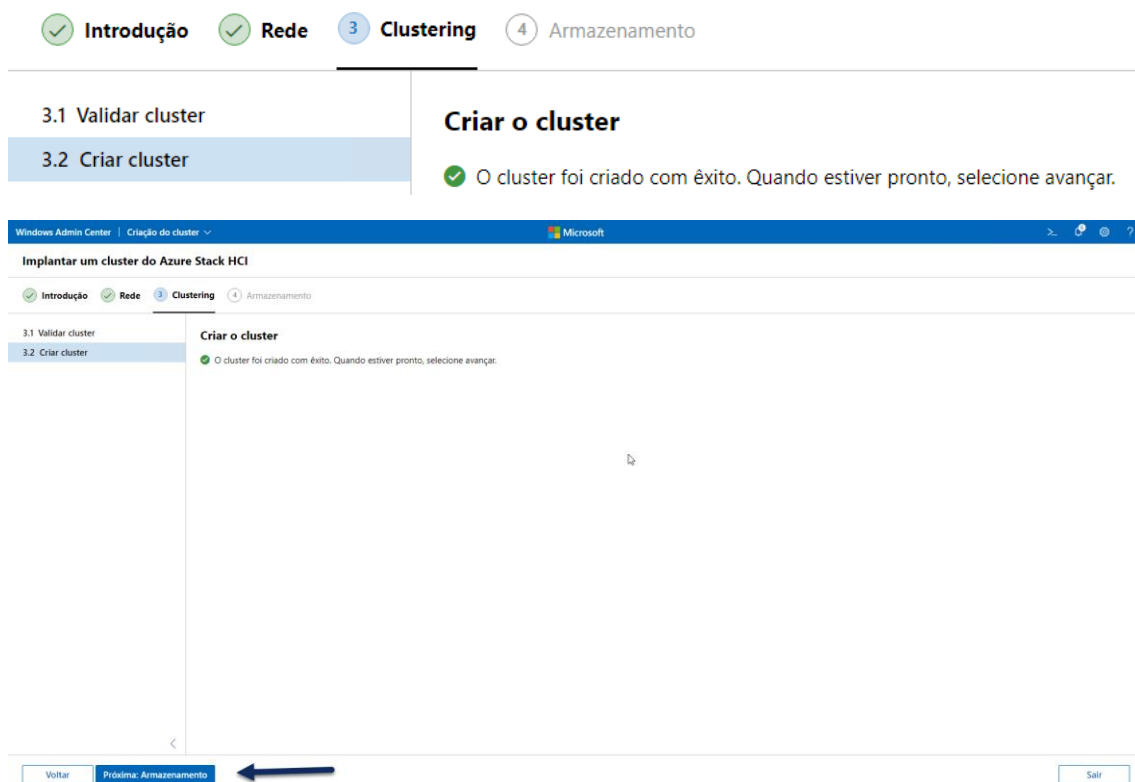 Introdução Rede 3 Clustering 4 Armazenamento
3.1 Validar cluster
3.2 Criar cluster
Criar o cluster
O cluster foi criado com êxito. Quando estiver pronto, selecione avançar.
Windows Admin Center | Criação do cluster Microsoft >_ ?
Implantar um cluster do Azure Stack HCI
Introdução Rede 3 Clustering 4 Armazenamento
3.1 Validar cluster
3.2 Criar cluster
Criar o cluster
O cluster foi criado com êxito. Quando estiver pronto, selecione avançar.
Voltar Próxima: Armazenamento Sair